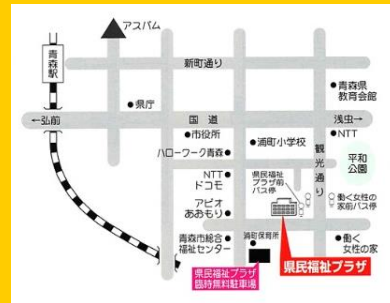 アスパム
青森駅
新町通り
青森県
教育会館
県庁
←弘前
国道
浅虫→
市役所
浦町小学校
NTT
ハローワーク青森
観光通り
平和
公園
NTT
ドコモ
県民福祉
プラザ前
バス停
働く女性の
家前バス停
アピオ
あおもり
浦町保育所
青森市総合
福祉センター
働く
女性の家
県民福祉プラザ
臨時無料駐車場
県民福祉プラザ